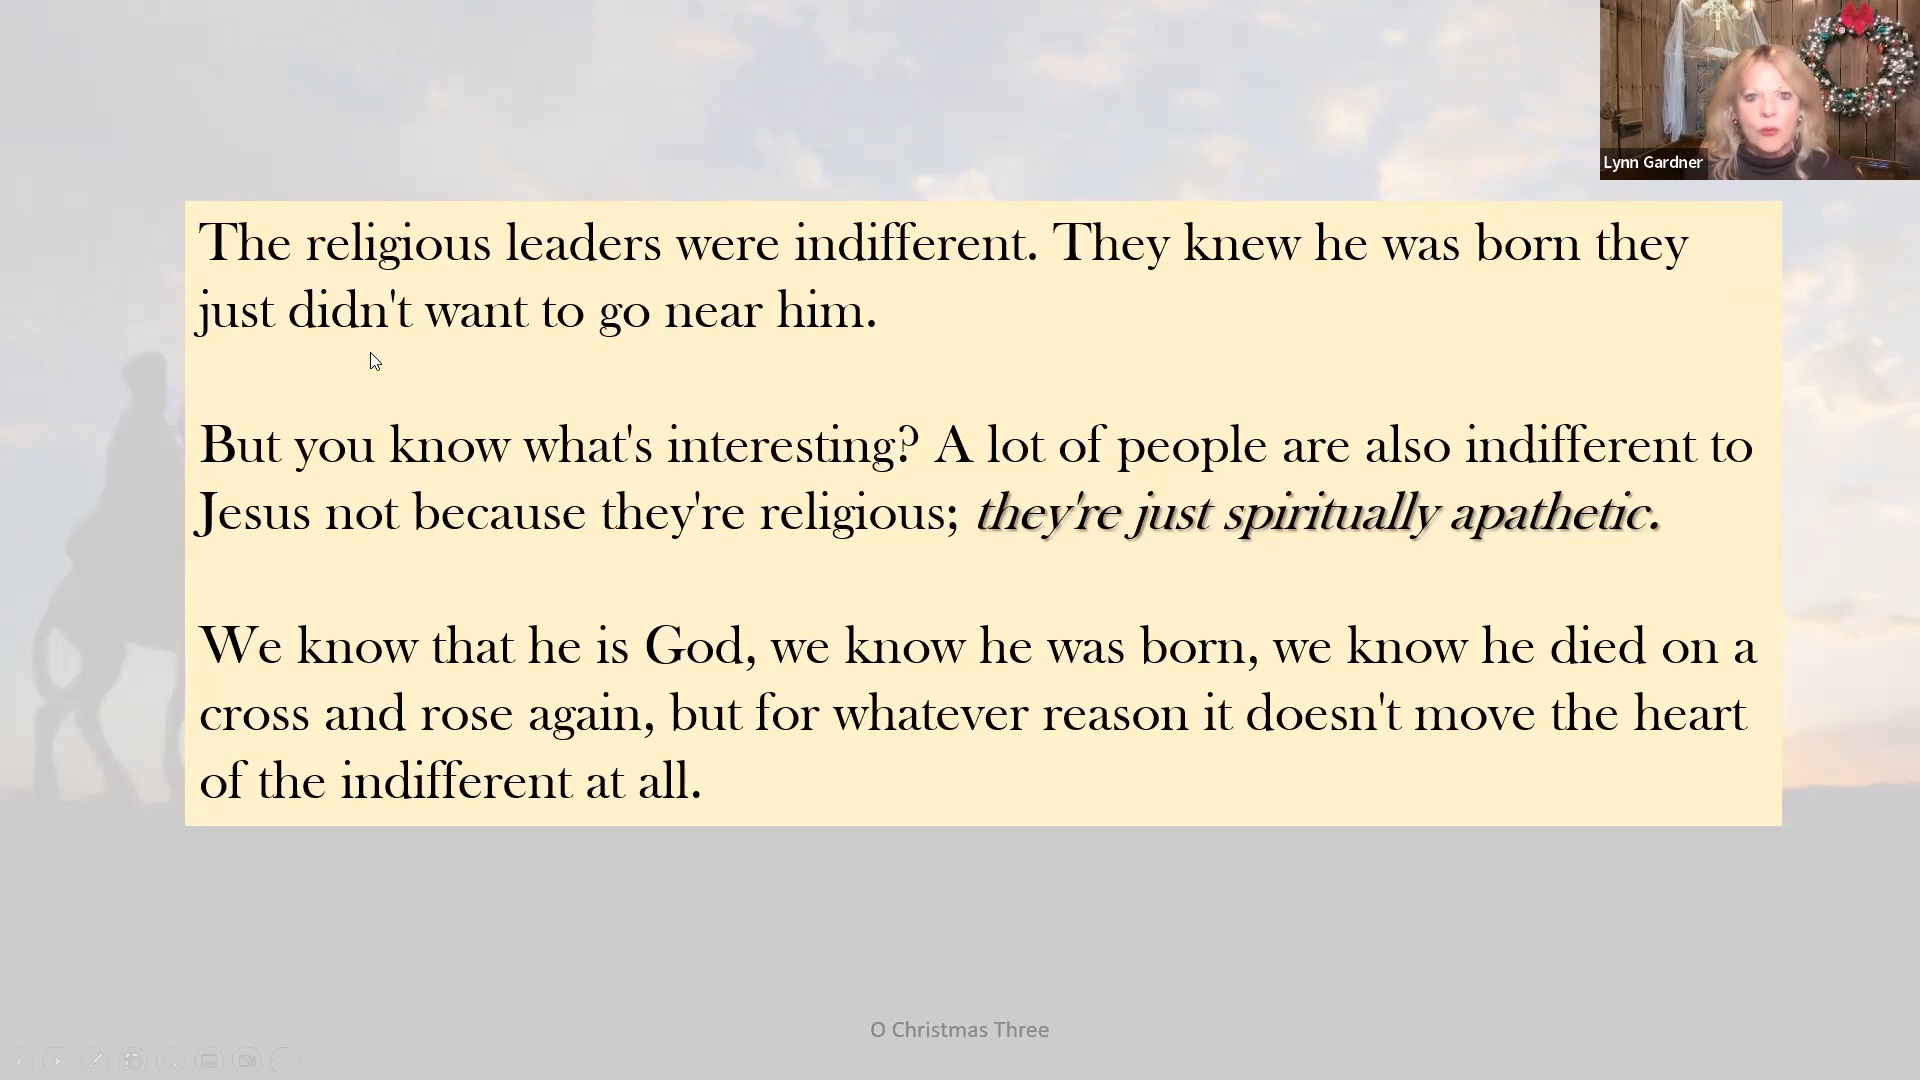 Lynn Gardner
The religious leaders were indifferent. They knew he was born they
just didn't want to go near him.
But you know what's interesting? A lot of people are also indifferent to
Jesus not because they're religious; they're just spiritually apathetic.
We know that he is God, we know he was born, we know he died on a
cross and rose again, but for whatever reason it doesn't move the heart
of the indifferent at all.
O Christmas Three